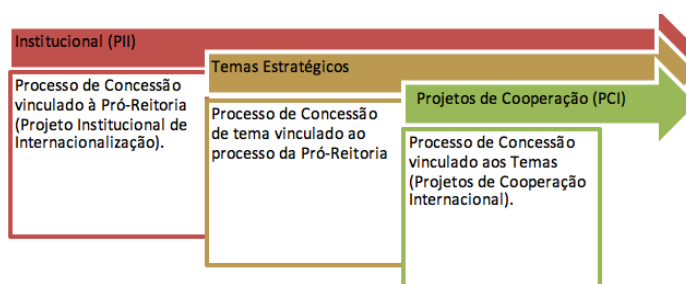 Institucional (PII)
Processo de Concessão
vinculado à Pró-Reitoria
(Projeto Institucional de
Internacionalização).
Temas Estratégicos
Processo de Concessão
de tema vinculado ao
processo da Pró-Reitoria
Projetos de Cooperação (PCI)
Processo de Concessão
vinculado aos Temas
(Projetos de Cooperação
Internacional).